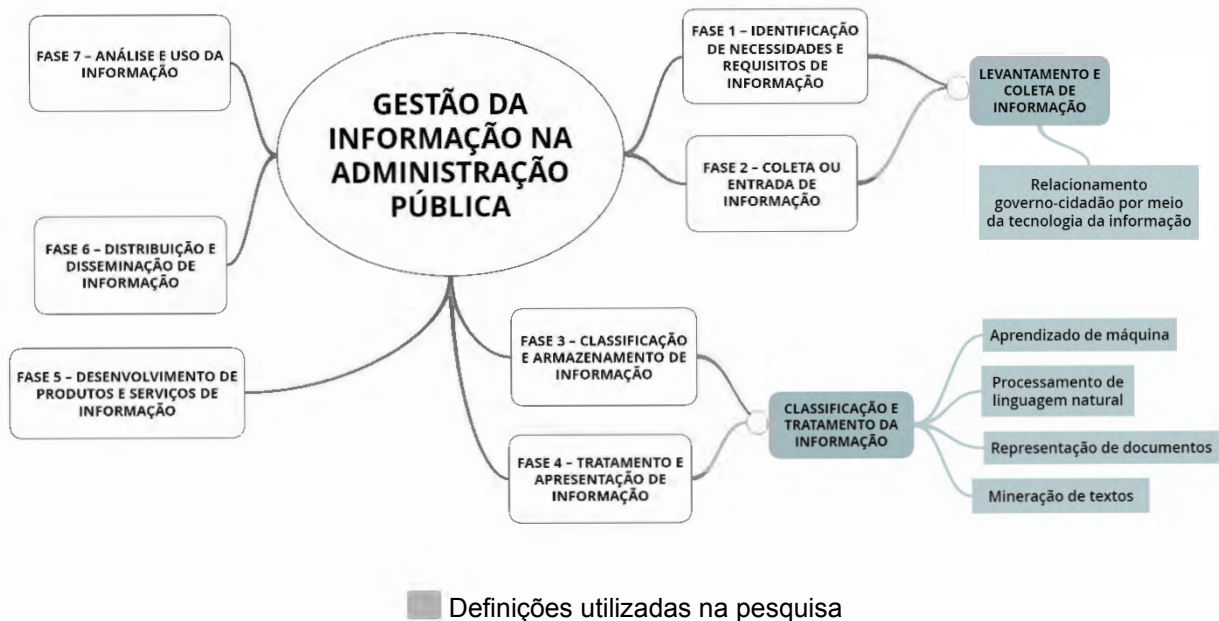 GESTÃO DA
INFORMAÇÃO NA
ADMINISTRAÇÃO
PÚBLICA
FASE 1 – IDENTIFICAÇÃO
DE NECESSIDADES E
REQUISITOS DE
INFORMAÇÃO
FASE 2 – COLETA OU
ENTRADA DE
INFORMAÇÃO
LEVANTAMENTO E
COLETA DE
INFORMAÇÃO
Relacionamento
governo-cidadão por meio
da tecnologia da informação
FASE 3 – CLASSIFICAÇÃO
E ARMAZENAMENTO DE
INFORMAÇÃO
FASE 4 – TRATAMENTO E
APRESENTAÇÃO DE
INFORMAÇÃO
CLASSIFICAÇÃO E
TRATAMENTO DA
INFORMAÇÃO
Aprendizado de máquina
Processamento de
linguagem natural
Representação de documentos
Mineração de textos
FASE 5 – DESENVOLVIMENTO DE
PRODUTOS E SERVIÇOS DE
INFORMAÇÃO
FASE 6 – DISTRIBUIÇÃO E
DISSEMINAÇÃO DE
INFORMAÇÃO
FASE 7 – ANÁLISE E USO DA
INFORMAÇÃO
Definições utilizadas na pesquisa